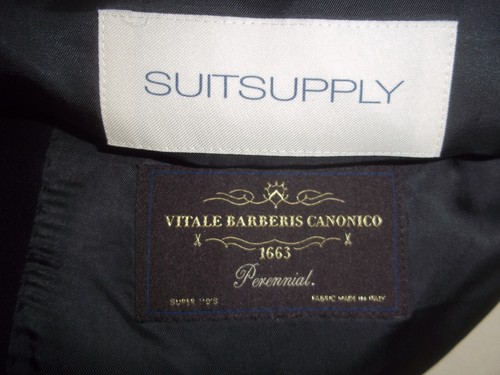 SUITSUPPLY
VITALE BARBERIS CANONICO
1663
Perennial.
SUPER 110'S FABRIC MADE IN ITALY